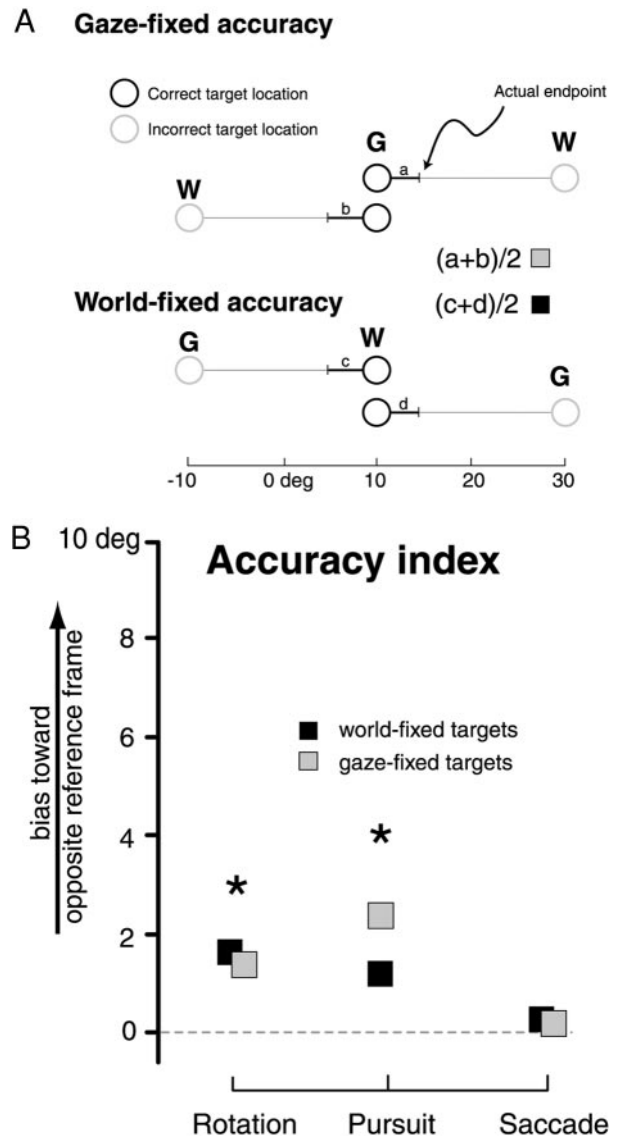 A Gaze-fixed accuracy
Correct target location
Incorrect target location
Actual endpoint
G
W
a
W
b
(a+b)/2
(c+d)/2
World-fixed accuracy
G
W
c
G
d
-10 0 deg 10 20 30
B 10 deg
Accuracy index
8
6
4
2
0
bias toward
opposite reference frame
world-fixed targets
gaze-fixed targets
*
*
Rotation Pursuit Saccade